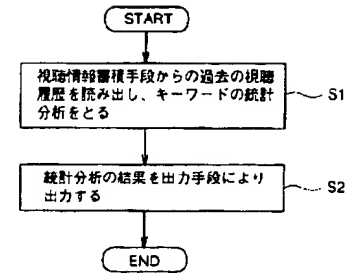 START
視聴情報蓄積手段からの過去の視聴
履歴を読み出し、キーワードの統計
分析をとる
S1
統計分析の結果を出力手段により
出力する
S2
END